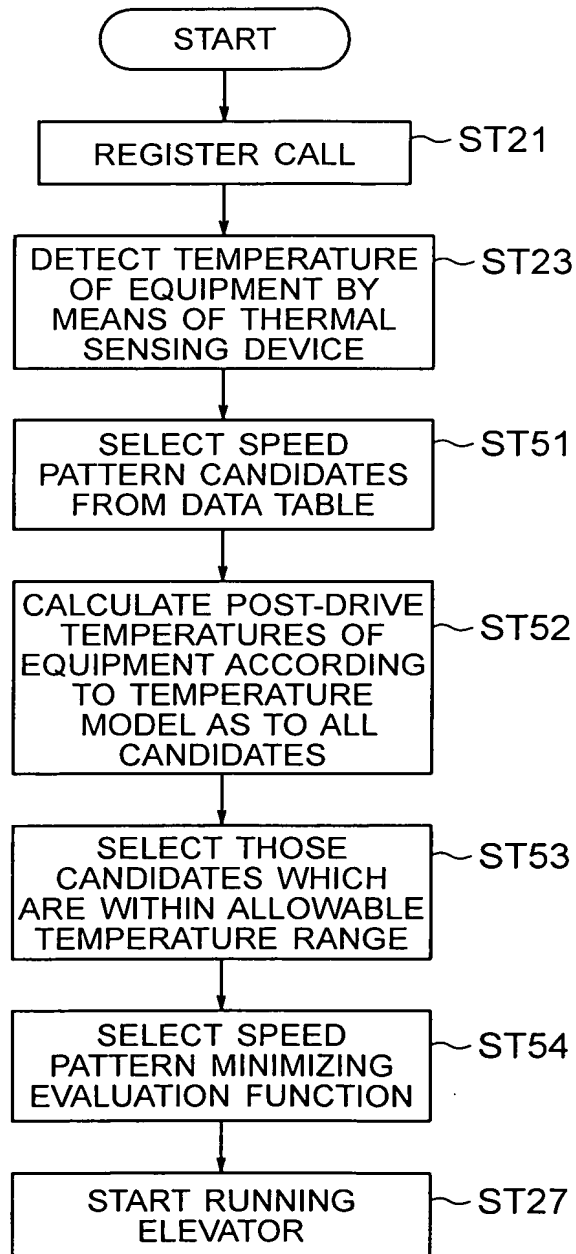 START
REGISTER CALL
ST21
DETECT TEMPERATURE
OF EQUIPMENT BY
MEANS OF THERMAL
SENSING DEVICE
ST23
SELECT SPEED
PATTERN CANDIDATES
FROM DATA TABLE
ST51
CALCULATE POST-DRIVE
TEMPERATURES OF
EQUIPMENT ACCORDING
TO TEMPERATURE
MODEL AS TO ALL
CANDIDATES
ST52
SELECT THOSE
CANDIDATES WHICH
ARE WITHIN ALLOWABLE
TEMPERATURE RANGE
ST53
SELECT SPEED
PATTERN MINIMIZING
EVALUATION FUNCTION
ST54
START RUNNING
ELEVATOR
ST27